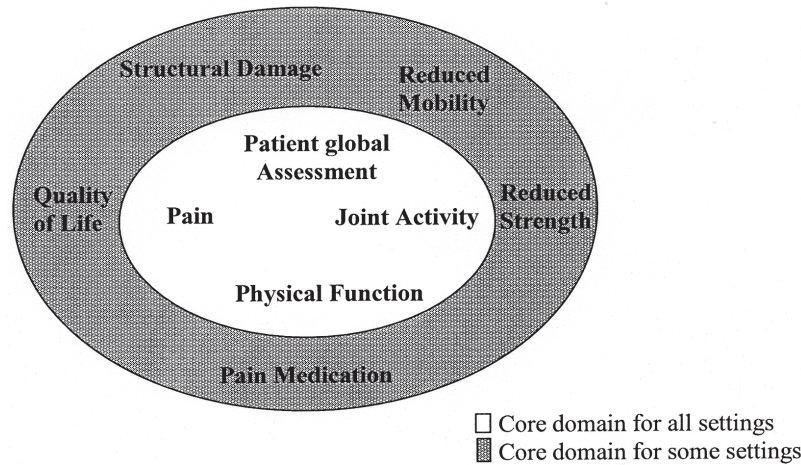 Structural Damage
Reduced
Mobility
Patient global
Assessment
Quality
of Life
Pain
Joint Activity
Reduced
Strength
Physical Function
Pain Medication
Core domain for all settings
Core domain for some settings